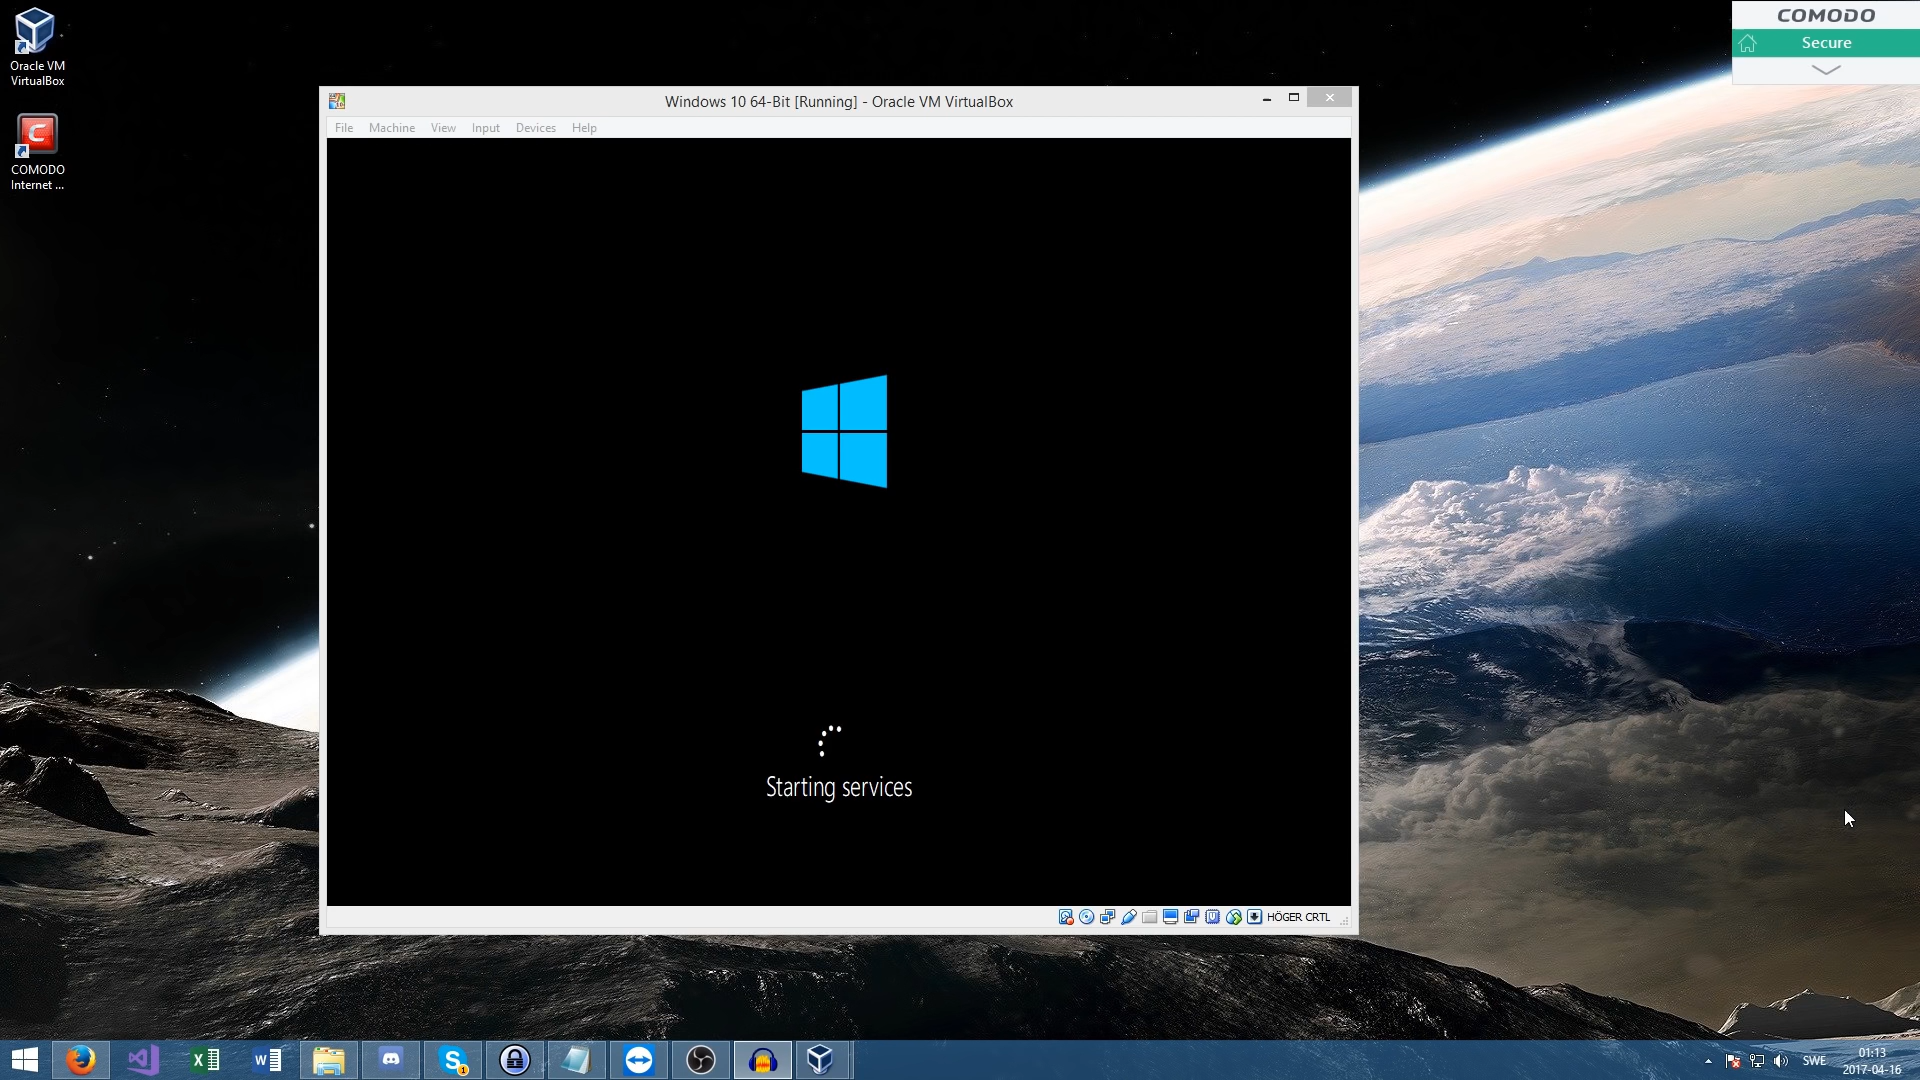 Oracle VM
VirtualBox
COMODO
Internet ...
COMODO
Secure
Windows 10 64-Bit [Running] - Oracle VM VirtualBox
File Machine View Input Devices Help
Starting services
HÖGER CRTL
SWE
01:13
2017-04-16